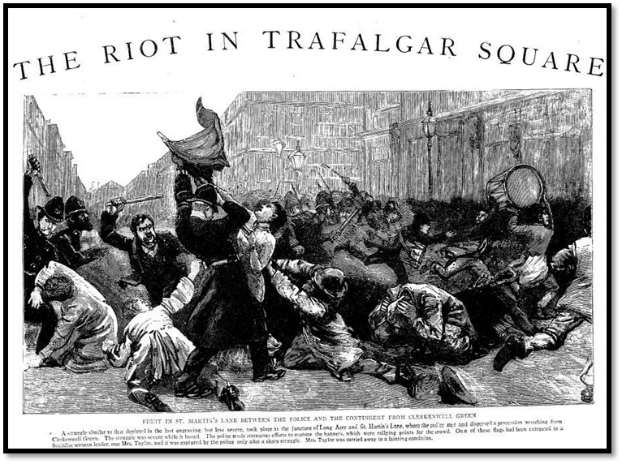 THE RIOT IN TRAFALGAR SQUARE
FIGHT IN ST. MARTIN'S LANE BETWEEN THE POLICE AND THE CONTINGENT FROM CLERKENWELL GREEN
A struggle similar to that depicted in the last engraving, but less severe, took place at the juncture of Long Acre and St. Martin's Lane, where the police met and dispersed a procession marching from
Clerkenwell Green. The struggle was severe while it lasted. The police made strenuous efforts to capture the banners, which were rallying points for the crowd. One of these flags had been entrusted to a
Socialist woman leader, one Mrs. Taylor, and it was captured by the police only after a sharp struggle. Mrs. Taylor was carried away in a fainting condition.